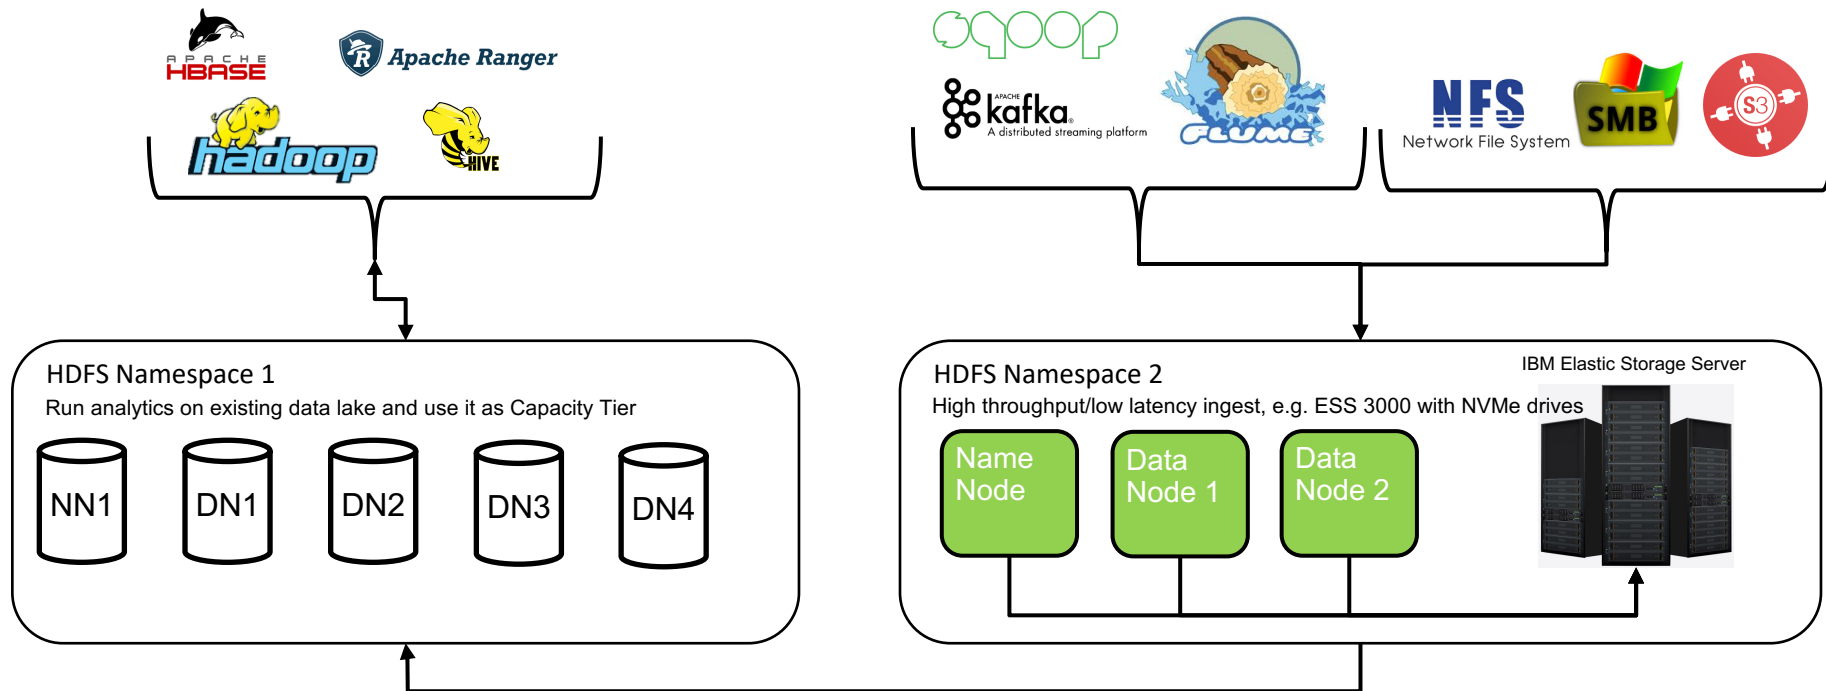 APACHE
HBASE
Apache Ranger
hadoop
HIVE
sqoop
APACHE
kafka®
A distributed streaming platform
FLUME
NFS
Network File System
SMB
S3
HDFS Namespace 1
Run analytics on existing data lake and use it as Capacity Tier
NN1
DN1
DN2
DN3
DN4
HDFS Namespace 2
High throughput/low latency ingest, e.g. ESS 3000 with NVMe drives
IBM Elastic Storage Server
Name
Node
Data
Node 1
Data
Node 2